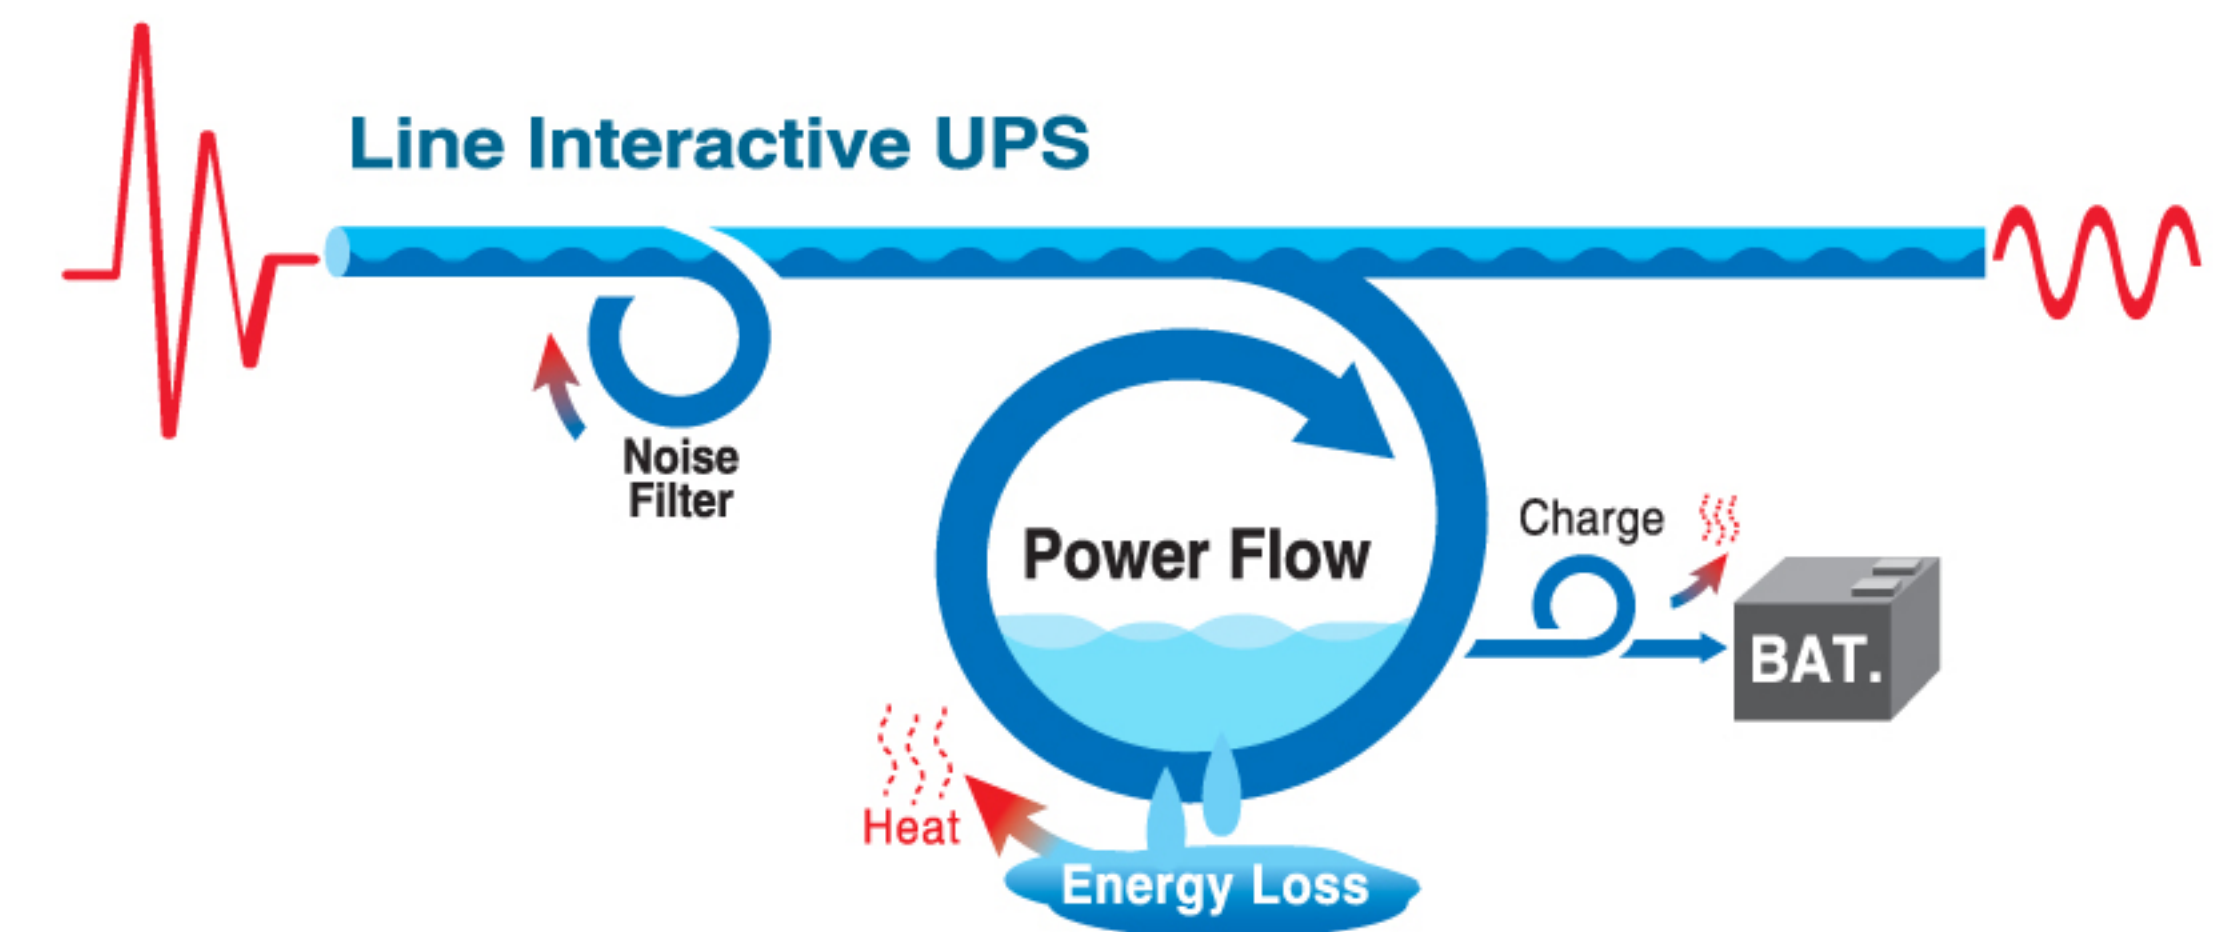 Line Interactive UPS
Noise
Filter
Power Flow
Charge
BAT.
Heat
Energy Loss